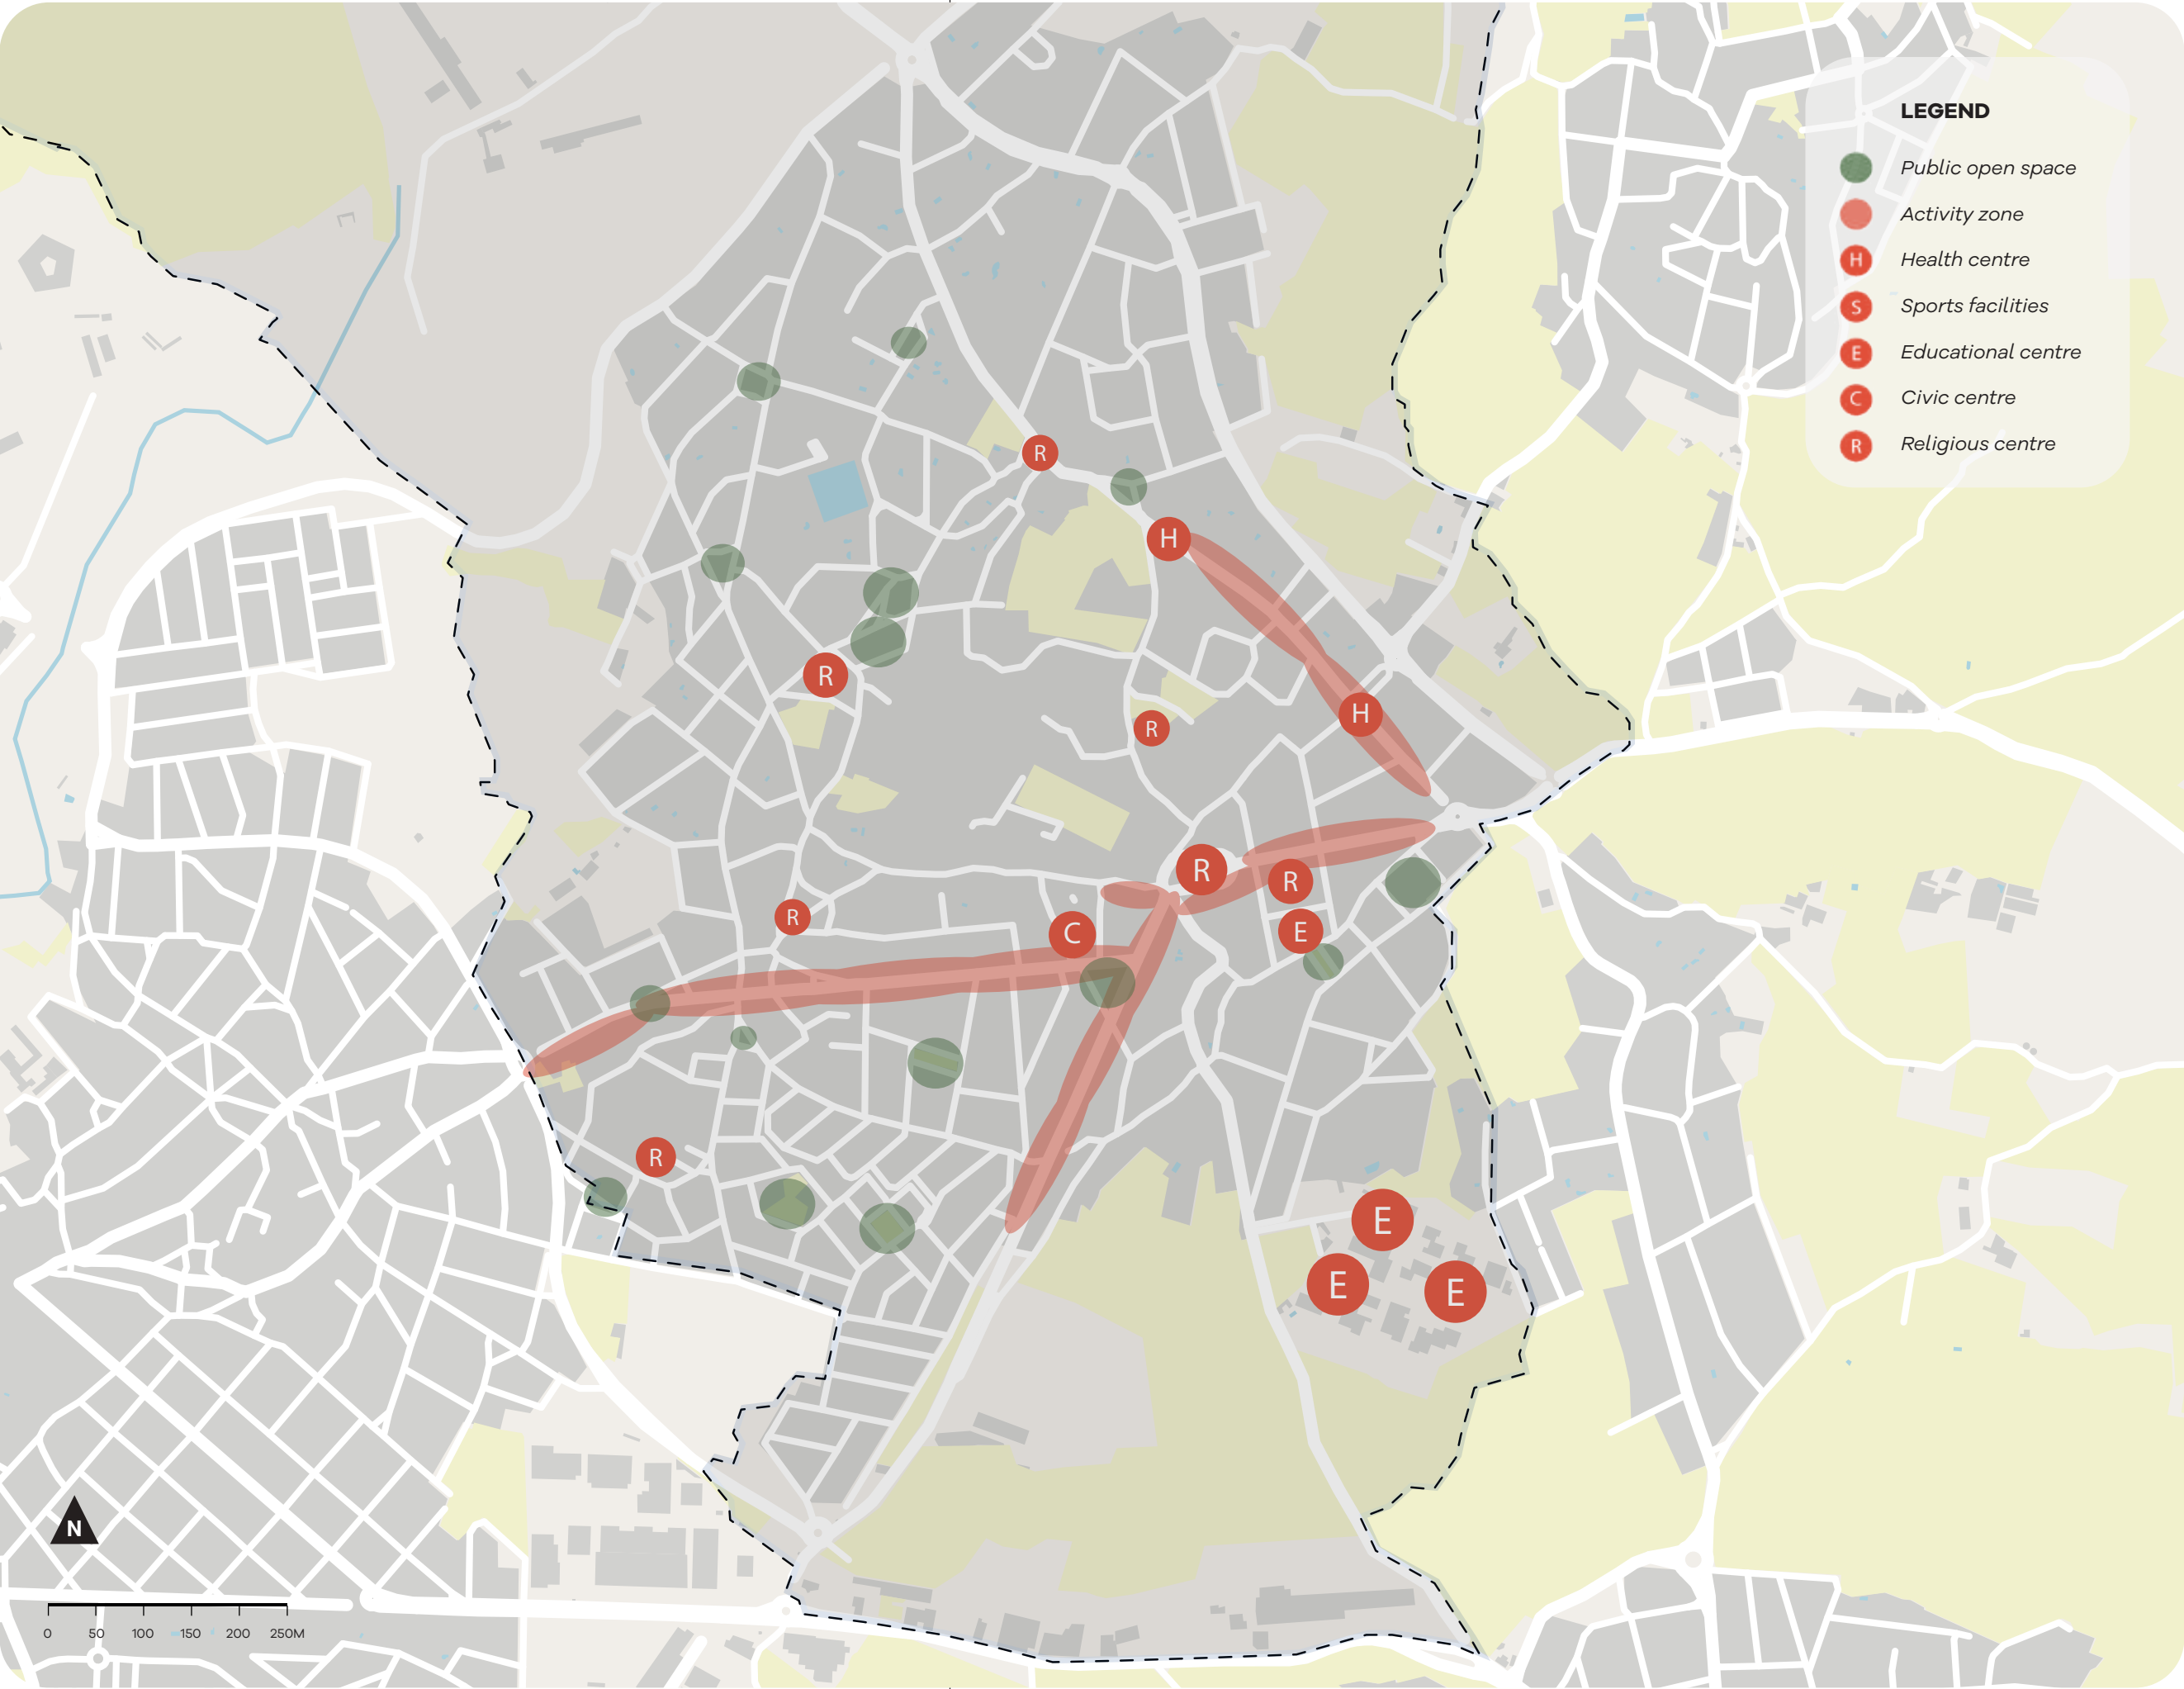 LEGEND
Public open space
Activity zone
H Health centre
S Sports facilities
E Educational centre
C Civic centre
R Religious centre
R
H
R
H
R
R
R
R
E
C
R
E
E
E
N
0 50 100 150 200 250M